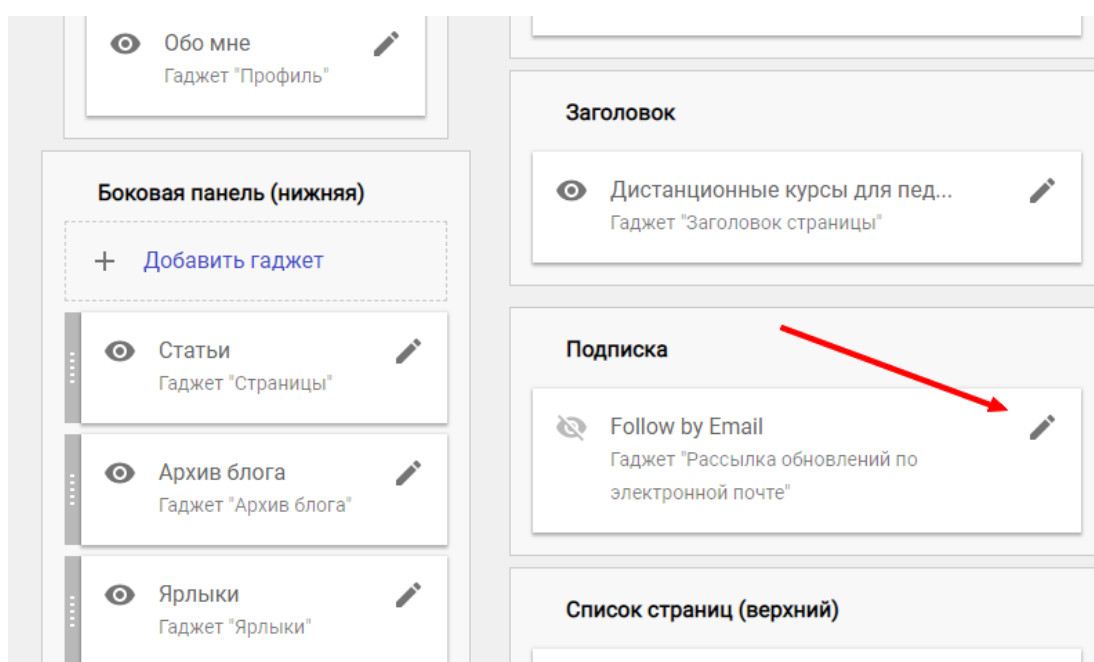 Обо мне
Гаджет "Профиль"
Боковая панель (нижняя)
Добавить гаджет
Статьи
Гаджет "Страницы"
Архив блога
Гаджет "Архив блога"
Ярлыки
Гаджет "Ярлыки"
Заголовок
Дистанционные курсы для пед...
Гаджет "Заголовок страницы"
Подписка
Follow by Email
Гаджет "Рассылка обновлений по
электронной почте"
Список страниц (верхний)